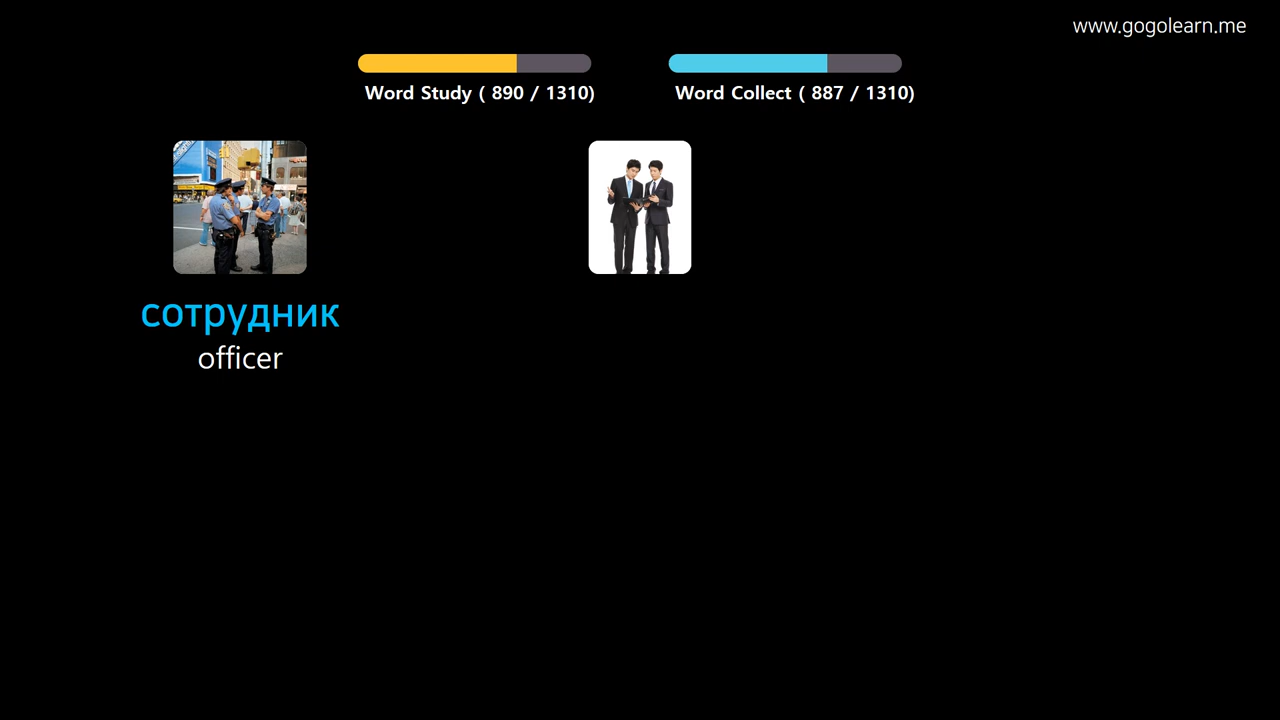 www.gogolearn.me
Word Study ( 890 / 1310)
Word Collect ( 887 / 1310)
сотрудник
officer